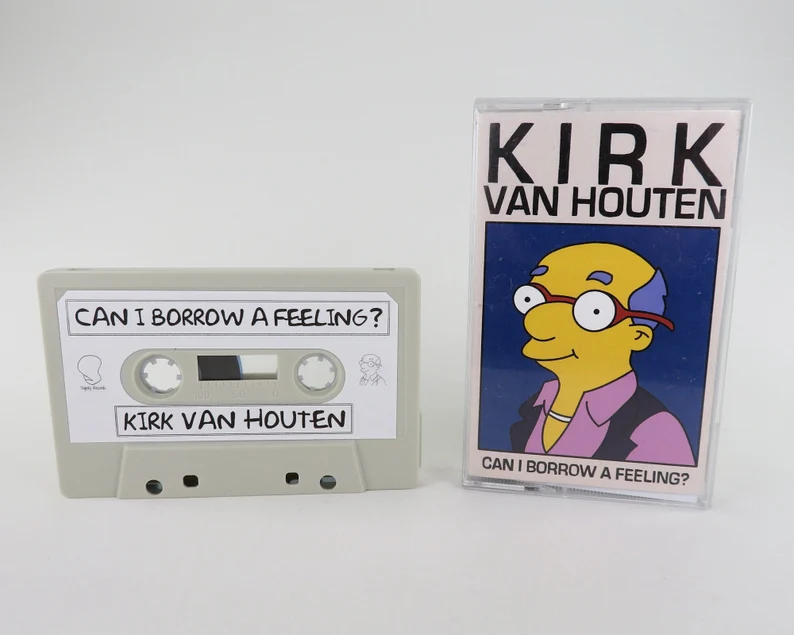 CAN I BORROW A FEELING?
KIRK VAN HOUTEN
KIRK
VAN HOUTEN
CAN I BORROW A FEELING?